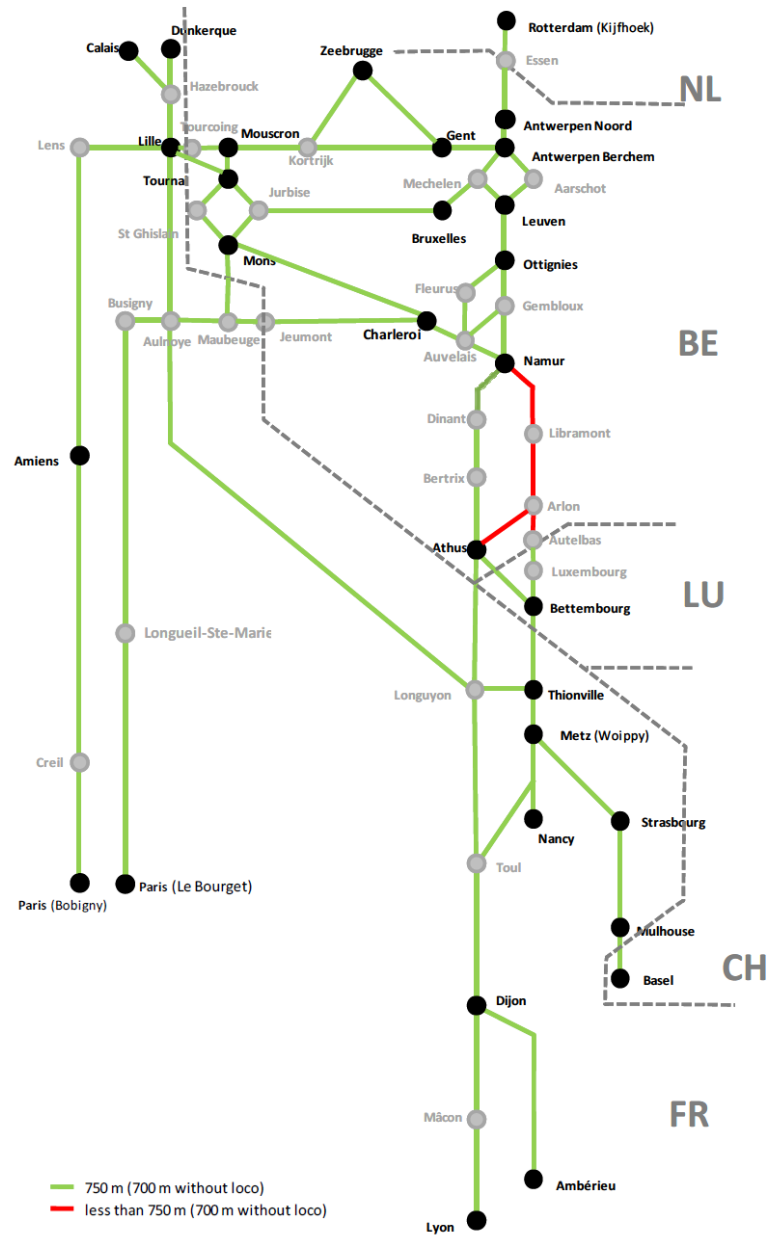 Dunkerque
Rotterdam (Kijfhoek)
Calais
Zeebrugge
Essen
Hazebrouck
NL
Tourcoing
Antwerpen Noord
Lens
Lille
Mouscron
Gent
Kortrijk
Antwerpen Berchem
Tourna
Mechelen
Aarschot
Jurbise
St Ghislain
Bruxelles
Leuven
Mons
Ottignies
Fleurus
Busigny
Gembloux
Aulnoye
Maubeuge
Jeumont
Charleroi
BE
Auvelais
Namur
Dinant
Libramont
Amiens
Bertrix
Arlon
Athus
Autelbas
Luxembourg
LU
Bettembourg
Longueil-Ste-Marie
Longuyon
Thionville
Metz (Woippy)
Creil
Strasbourg
Nancy
Toul
Paris (Le Bourget)
Paris (Bobigny)
Mulhouse
CH
Basel
Dijon
FR
Mâcon
Ambérieu
750 m (700 m without loco)
less than 750 m (700 m without loco)
Lyon